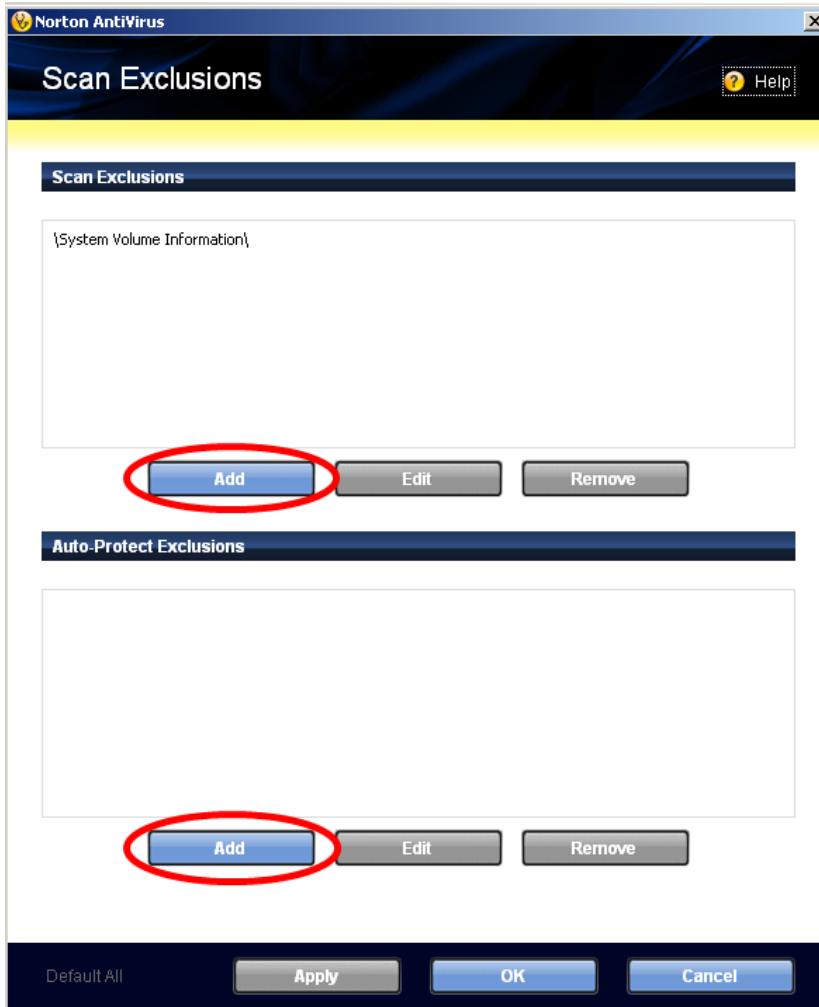 Norton AntiVirus
Scan Exclusions
? Help
Scan Exclusions
\System Volume Information\
Add Edit Remove
Auto-Protect Exclusions
Add Edit Remove
Default All Apply OK Cancel